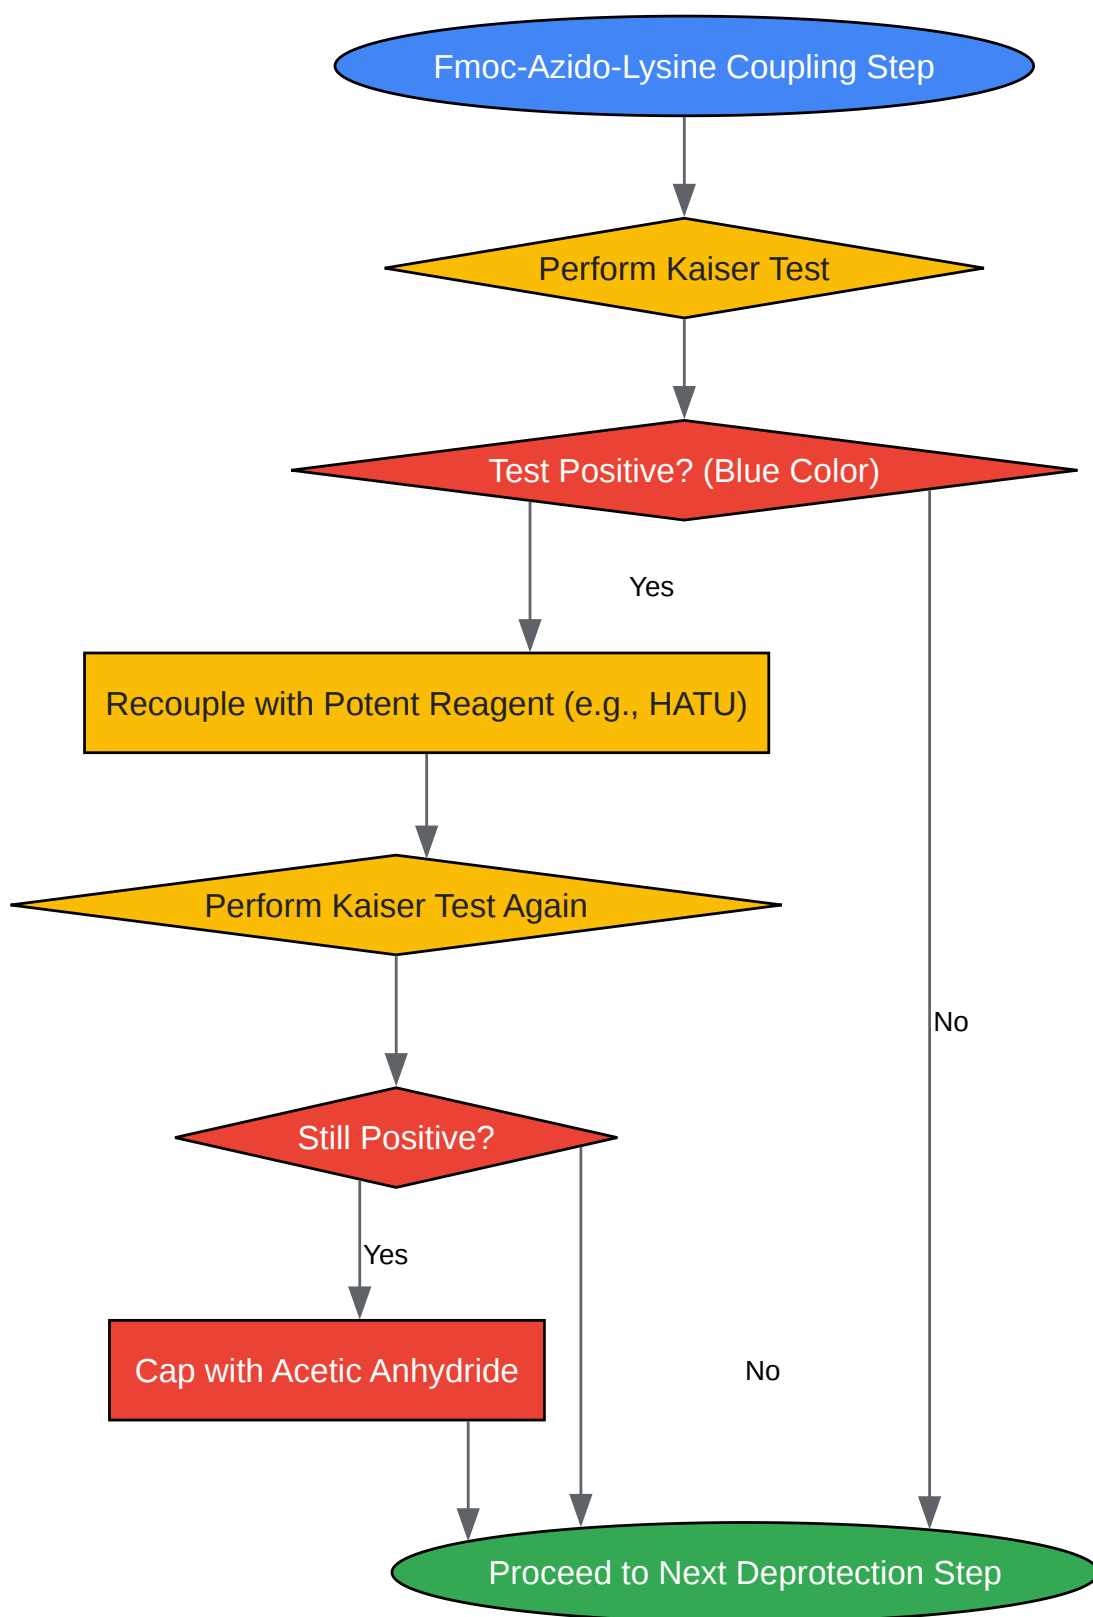 Fmoc-Azido-Lysine Coupling Step
Perform Kaiser Test
Test Positive? (Blue Color)
Yes
Recouple with Potent Reagent (e.g., HATU)
Perform Kaiser Test Again
No
Still Positive?
Yes
Cap with Acetic Anhydride
No
Proceed to Next Deprotection Step